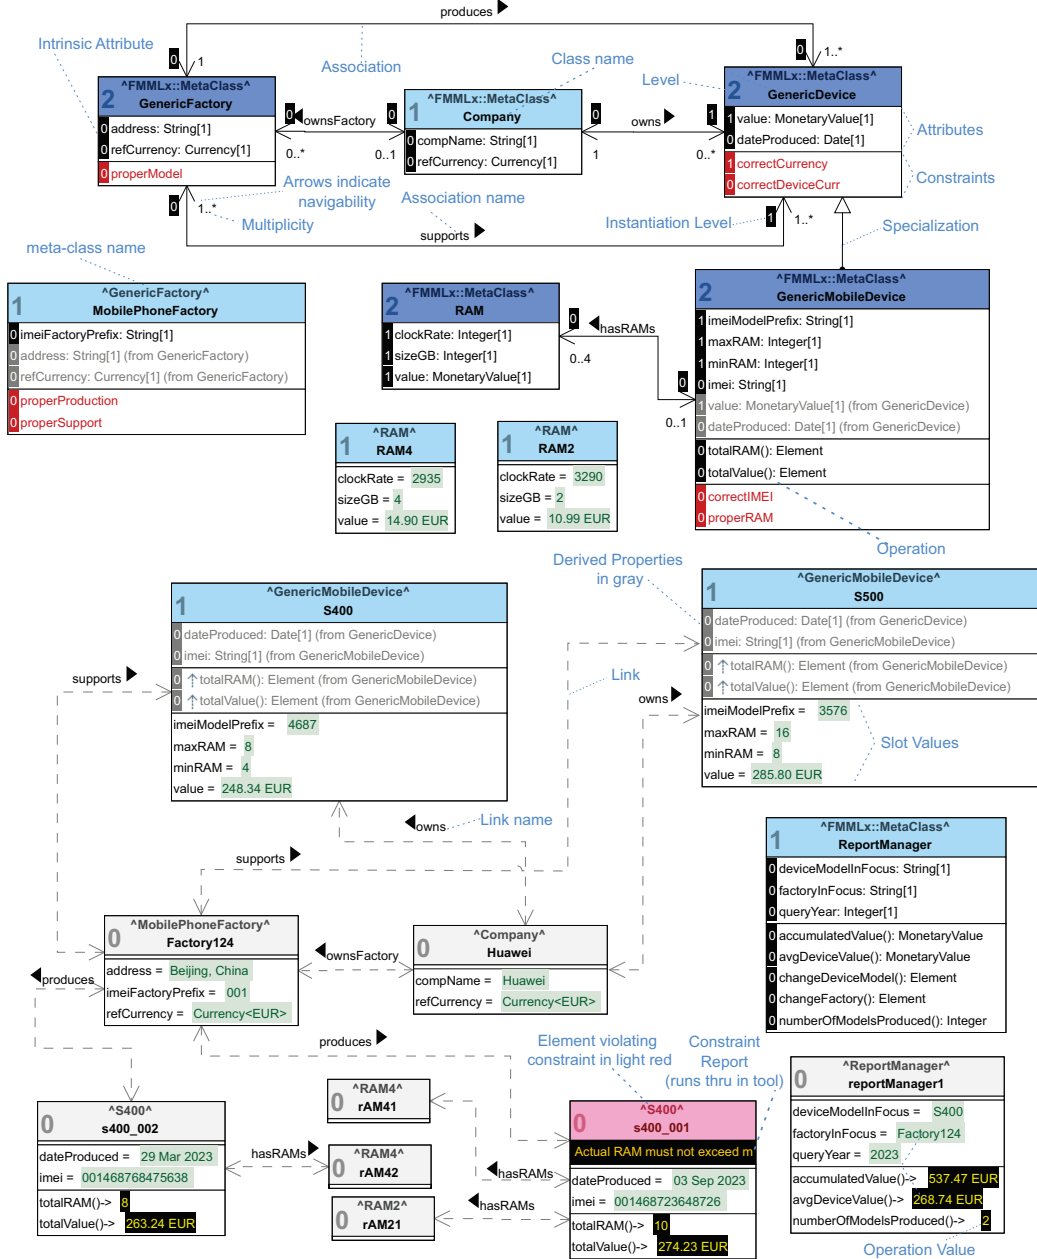 produces
0
1
0
1..*
Intrinsic Attribute
Association
Class name
Level
Attributes
Constraints
2
^FMMLx::MetaClass^
GenericFactory
0 address: String[1]
0 refCurrency: Currency[1]
0 properModel
0
ownsFactory
0
0..*
0..1
1
^FMMLx::MetaClass^
Company
0 compName: String[1]
0 refCurrency: Currency[1]
0
owns
1
1
0..*
2
^FMMLx::MetaClass^
GenericDevice
1 value: MonetaryValue[1]
0 dateProduced: Date[1]
1 correctCurrency
0 correctDeviceCurr
0
1..*
Arrows indicate
navigability
Multiplicity
Association name
supports
Instantiation Level
1
1..*
Specialization
meta-class name
1
^GenericFactory^
MobilePhoneFactory
0 imeiFactoryPrefix: String[1]
0 address: String[1] (from GenericFactory)
0 refCurrency: Currency[1] (from GenericFactory)
0 properProduction
0 properSupport
2
^FMMLx::MetaClass^
RAM
1 clockRate: Integer[1]
1 sizeGB: Integer[1]
1 value: MonetaryValue[1]
0
hasRAMs
0..4
0
0..1
2
^FMMLx::MetaClass^
GenericMobileDevice
1 imeiModelPrefix: String[1]
1 maxRAM: Integer[1]
1 minRAM: Integer[1]
0 imei: String[1]
1 value: MonetaryValue[1] (from GenericDevice)
0 dateProduced: Date[1] (from GenericDevice)
0 totalRAM(): Element
0 totalValue(): Element
0 correctIMEI
0 properRAM
1
^RAM^
RAM4
clockRate = 2935
sizeGB = 4
value = 14.90 EUR
1
^RAM^
RAM2
clockRate = 3290
sizeGB = 2
value = 10.99 EUR
Operation
Derived Properties
in gray
1
^GenericMobileDevice^
S400
0 dateProduced: Date[1] (from GenericDevice)
0 imei: String[1] (from GenericMobileDevice)
0 totalRAM(): Element (from GenericMobileDevice)
0 totalValue(): Element (from GenericMobileDevice)
imeiModelPrefix = 4687
maxRAM = 8
minRAM = 4
value = 248.34 EUR
1
^GenericMobileDevice^
S500
0 dateProduced: Date[1] (from GenericDevice)
0 imei: String[1] (from GenericMobileDevice)
0 totalRAM(): Element (from GenericMobileDevice)
0 totalValue(): Element (from GenericMobileDevice)
imeiModelPrefix = 3576
maxRAM = 16
minRAM = 8
value = 285.80 EUR
supports
Link
owns
Slot Values
owns
Link name
supports
1
^FMMLx::MetaClass^
ReportManager
0 deviceModelInFocus: String[1]
0 factoryInFocus: String[1]
0 queryYear: Integer[1]
0 accumulatedValue(): MonetaryValue
0 avgDeviceValue(): MonetaryValue
0 changeDeviceModel(): Element
0 changeFactory(): Element
0 numberOfModelsProduced(): Integer
0
^MobilePhoneFactory^
Factory124
address = Beijing, China
imeiFactoryPrefix = 001
refCurrency = Currency<EUR>
ownsFactory
0
^Company^
Huawei
compName = Huawei
refCurrency = Currency<EUR>
produces
produces
Element violating
constraint in light red
Constraint
Report
(runs thru in tool)
0
^S400^
s400_002
dateProduced = 29 Mar 2023
imei = 001468768475638
totalRAM()-> 8
totalValue()-> 263.24 EUR
hasRAMs
0
^RAM4^
rAM41
0
^RAM4^
rAM42
0
^RAM2^
rAM21
hasRAMs
hasRAMs
0
^S400^
s400_001
Actual RAM must not exceed m
dateProduced = 03 Sep 2023
imei = 001468723648726
totalRAM()-> 10
totalValue()-> 274.23 EUR
0
^ReportManager^
reportManager1
deviceModelInFocus = S400
factoryInFocus = Factory124
queryYear = 2023
accumulatedValue()-> 537.47 EUR
avgDeviceValue()-> 268.74 EUR
numberOfModelsProduced()-> 2
Operation Value